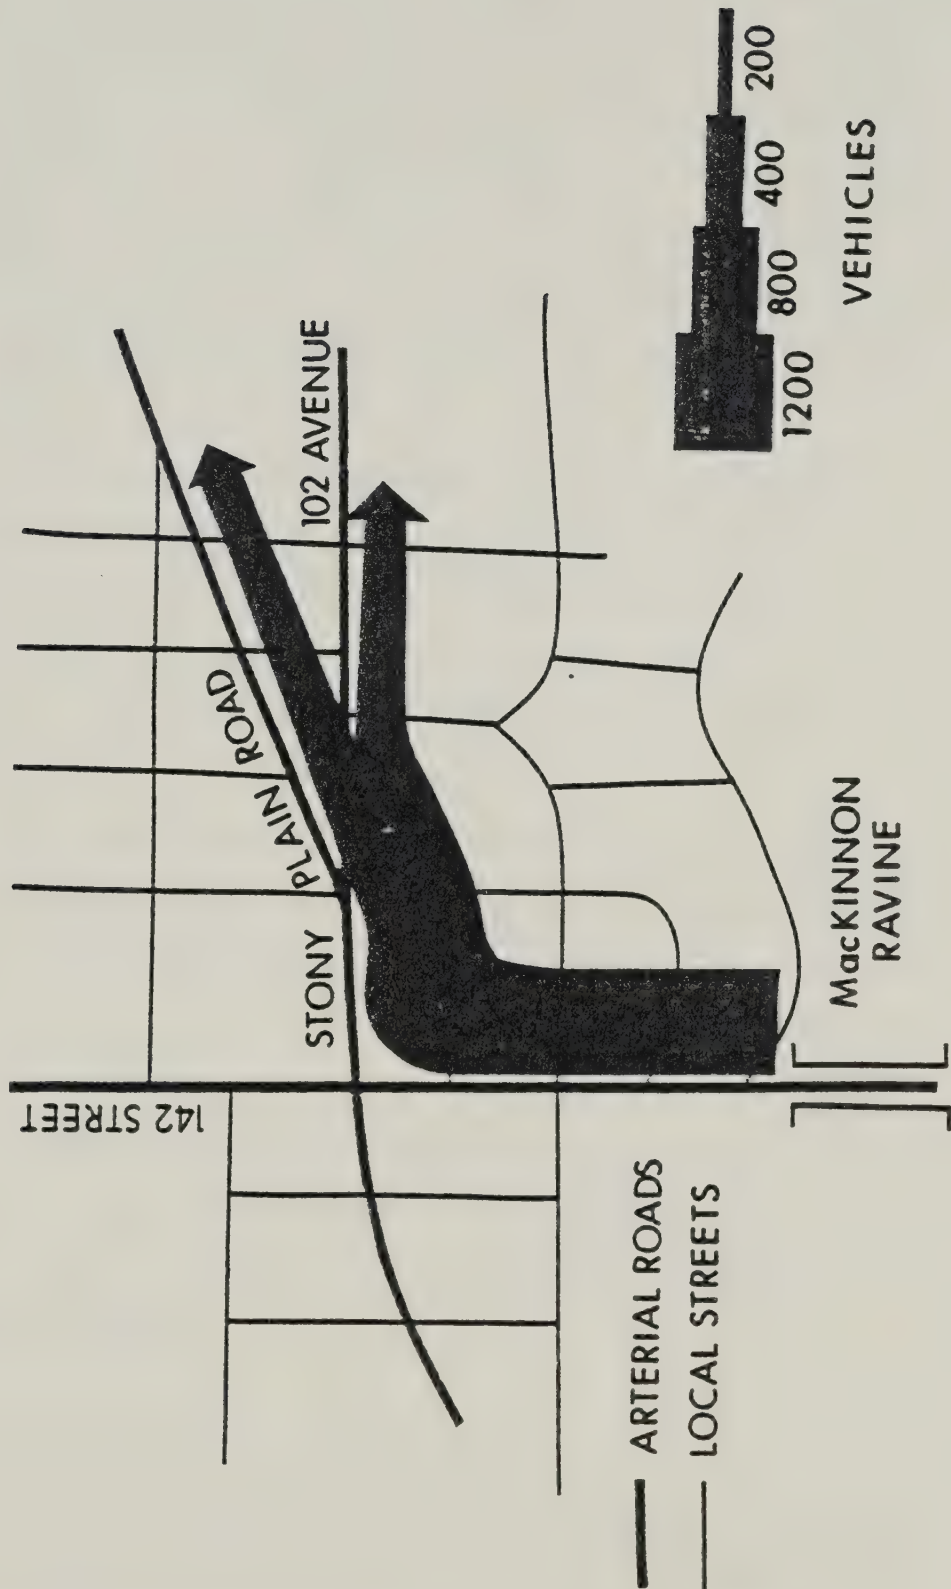 142 STREET
STONY PLAIN ROAD
102 AVENUE
MacKINNON
RAVINE
ARTERIAL ROADS
LOCAL STREETS
1200 800 400 200
VEHICLES